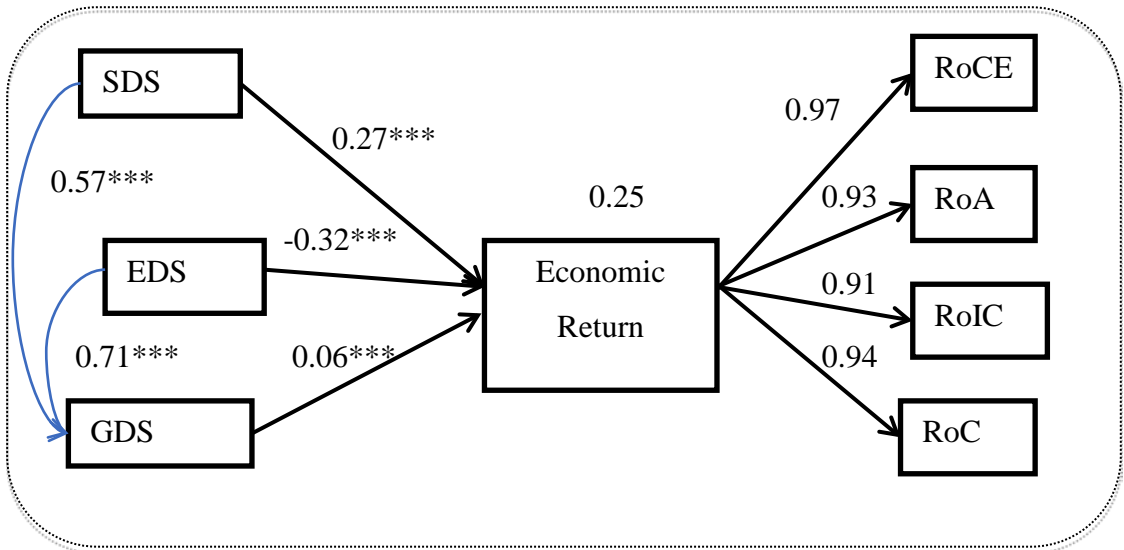 SDS
0.27***
0.57***
EDS
-0.32***
0.71***
GDS
0.06***
0.25
Economic
Return
0.97
RoCE
0.93
RoA
0.91
RoIC
0.94
RoC